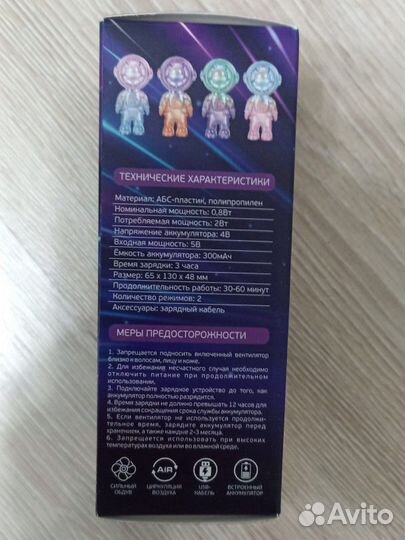 ТЕХНИЧЕСКИЕ ХАРАКТЕРИСТИКИ
Материал: АБС-пластик, полипропилен
Номинальная мощность: 0,8Вт
Потребляемая мощность: 2Вт
Напряжение аккумулятора: 4В
Входная мощность: 5В
Ёмкость аккумулятора: 300мАч
Время зарядки: 3 часа
Размер: 65 x 130 x 48 мм
Продолжительность работы: 30-60 минут
Количество режимов: 2
Аксессуары: зарядный кабель
МЕРЫ ПРЕДОСТОРОЖНОСТИ
1. Запрещается подносить включенный вентилятор
близко к волосам, лицу и коже.
2. Для избежания несчастного случая необходимо
отключить питание при продолжительном
использовании.
3. Подключайте зарядное устройство до того, как
аккумулятор полностью разрядится.
4. Время зарядки не должно превышать 12 часов для
избежания сокращения срока службы аккумулятора.
5. Если вентилятор не используется продолжи-
тельное время, зарядите аккумулятор перед
хранением, а также каждые 2-3 месяца.
6. Запрещается использовать при высоких
температурах воздуха или во влажной среде.
AIR
СИЛЬНЫЙ
ОБДУВ
ЦИРКУЛЯЦИЯ
ВОЗДУХА
USB-
КАБЕЛЬ
ВСТРОЕННЫЙ
АККУМУЛЯТОР
Avito